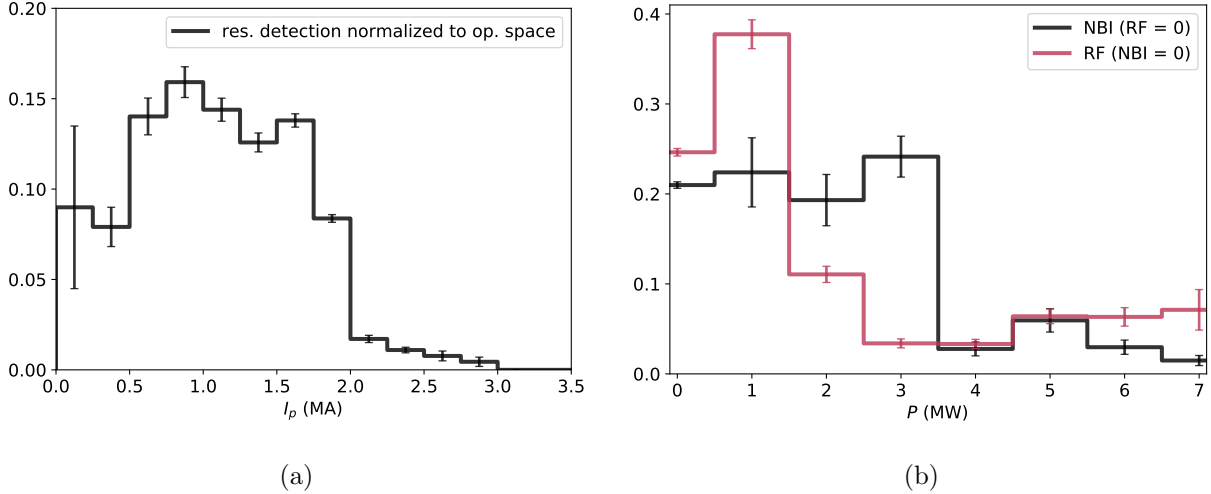 0.20
0.15
0.10
0.05
0.00
res. detection normalized to op. space
0.0 0.5 1.0 1.5 2.0 2.5 3.0 3.5
I_p (MA)
(a)
0.4
0.3
0.2
0.1
0.0
NBI (RF = 0)
RF (NBI = 0)
0 1 2 3 4 5 6 7
P (MW)
(b)